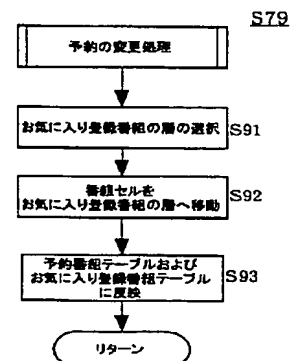 S79
予約の変更処理
お気に入り登録番組の層の選択
S91
番組セルを
お気に入り登録番組の層へ移動
S92
予約番組テーブルおよび
お気に入り登録番組テーブル
に反映
S93
リターン